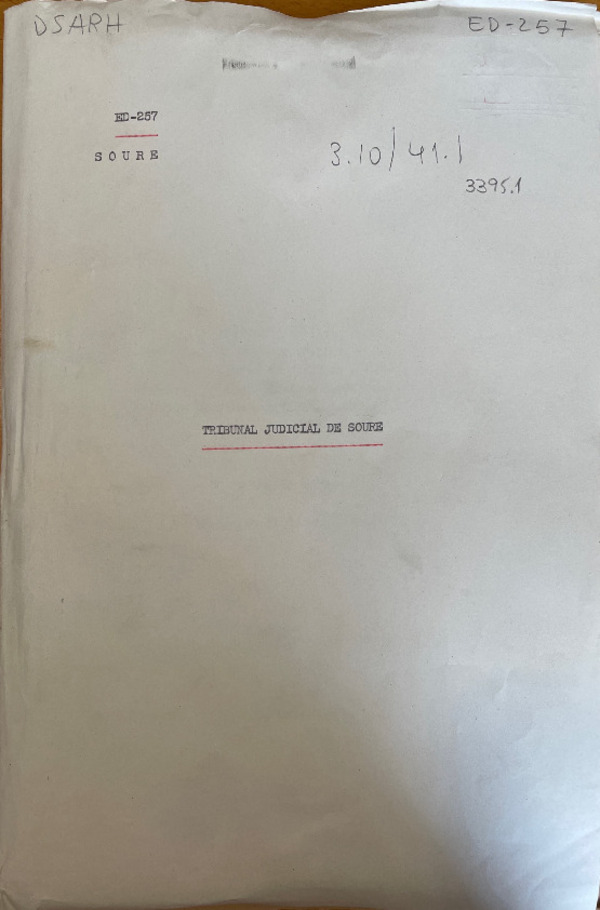 DSARH ED-257
ED-257
SOURE
3.10/41.1
3395.1
TRIBUNAL JUDICIAL DE SOURE